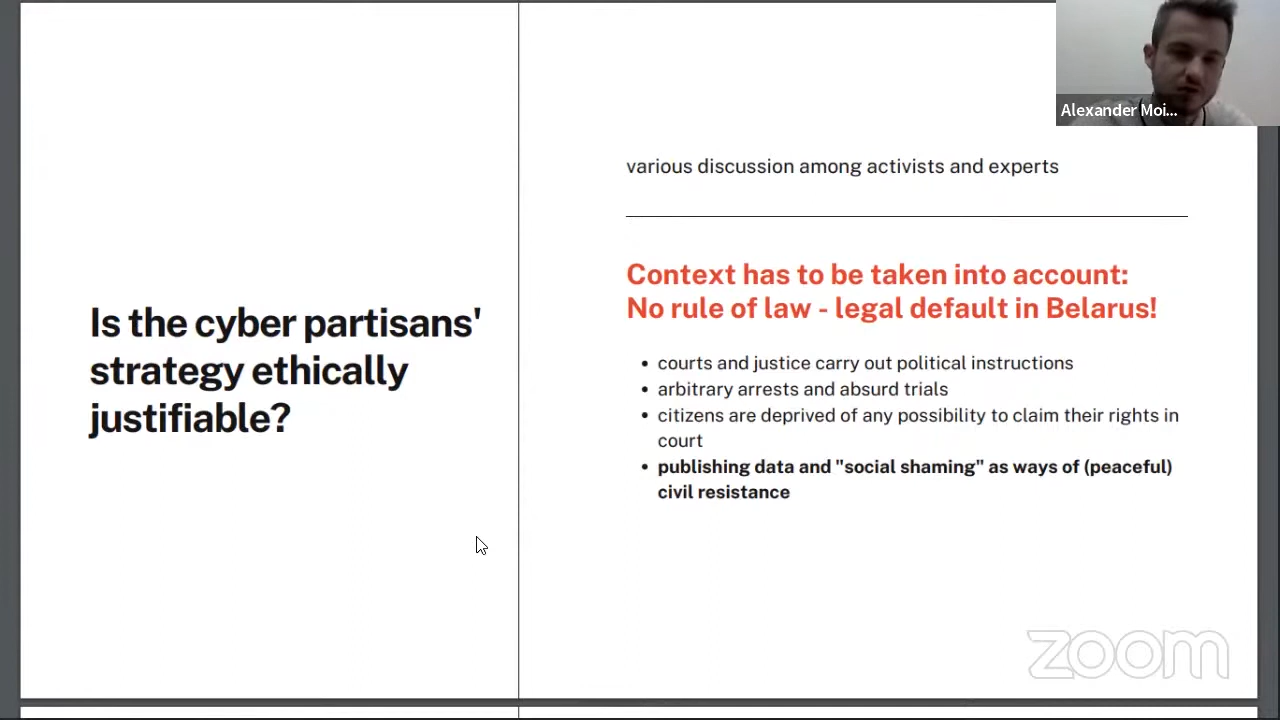 Alexander Moi...
various discussion among activists and experts
Is the cyber partisans'
strategy ethically
justifiable?
Context has to be taken into account:
No rule of law - legal default in Belarus!
• courts and justice carry out political instructions
• arbitrary arrests and absurd trials
• citizens are deprived of any possibility to claim their rights in
court
• publishing data and "social shaming" as ways of (peaceful)
civil resistance
zoom